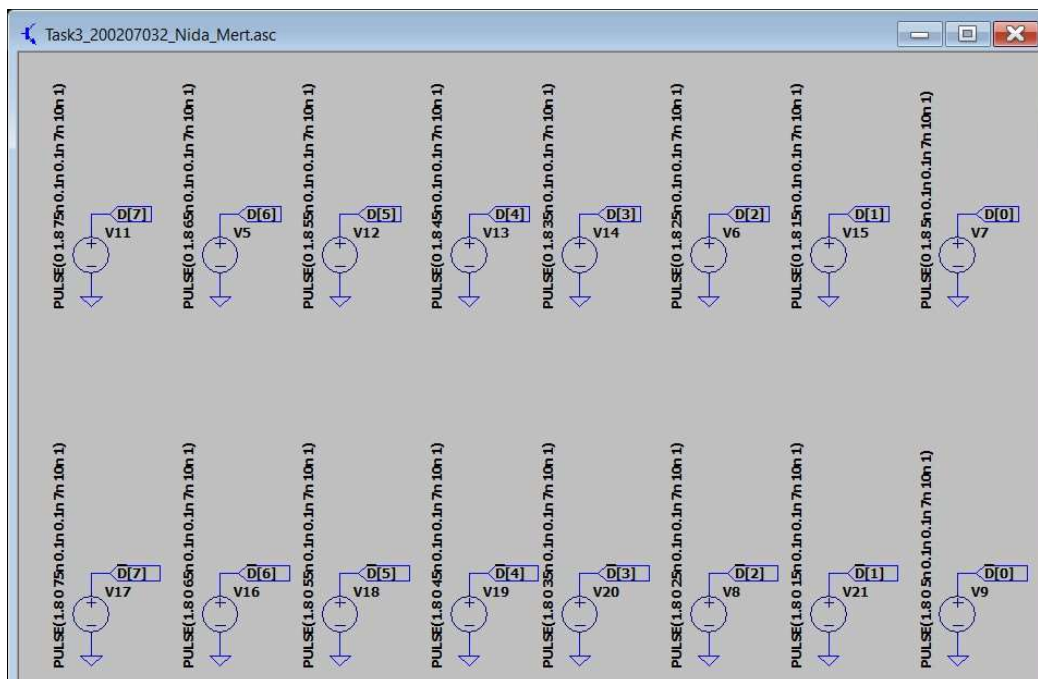 Task3_200207032_Nida_Mert.asc
PULSE(0 1.8 75n 0.1n 0.1n 7n 10n 1)
D[7]
V11
PULSE(0 1.8 65n 0.1n 0.1n 7n 10n 1)
D[6]
V5
PULSE(0 1.8 55n 0.1n 0.1n 7n 10n 1)
D[5]
V12
PULSE(0 1.8 45n 0.1n 0.1n 7n 10n 1)
D[4]
V13
PULSE(0 1.8 35n 0.1n 0.1n 7n 10n 1)
D[3]
V14
PULSE(0 1.8 25n 0.1n 0.1n 7n 10n 1)
D[2]
V6
PULSE(0 1.8 15n 0.1n 0.1n 7n 10n 1)
D[1]
V15
PULSE(0 1.8 5n 0.1n 0.1n 7n 10n 1)
D[0]
V7
PULSE(1.8 0 75n 0.1n 0.1n 7n 10n 1)
D̅[7]
V17
PULSE(1.8 0 65n 0.1n 0.1n 7n 10n 1)
D̅[6]
V16
PULSE(1.8 0 55n 0.1n 0.1n 7n 10n 1)
D̅[5]
V18
PULSE(1.8 0 45n 0.1n 0.1n 7n 10n 1)
D̅[4]
V19
PULSE(1.8 0 35n 0.1n 0.1n 7n 10n 1)
D̅[3]
V20
PULSE(1.8 0 25n 0.1n 0.1n 7n 10n 1)
D̅[2]
V8
PULSE(1.8 0 15n 0.1n 0.1n 7n 10n 1)
D̅[1]
V21
PULSE(1.8 0 5n 0.1n 0.1n 7n 10n 1)
D̅[0]
V9